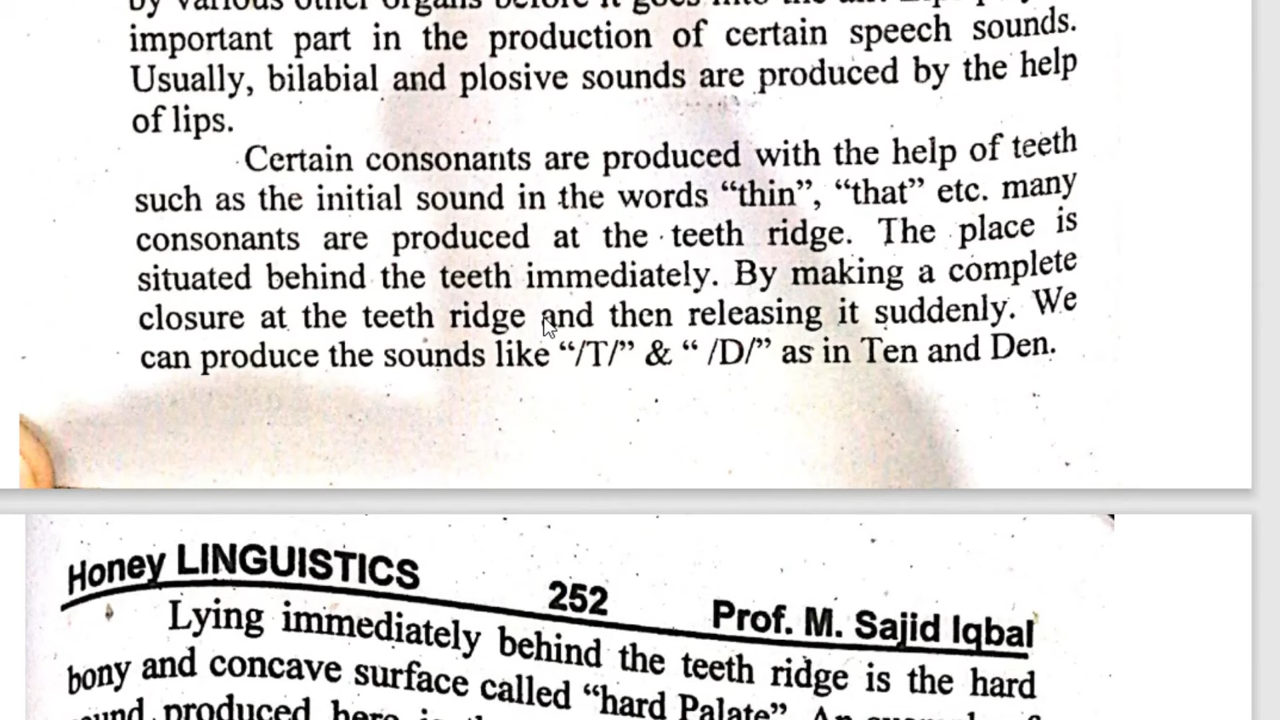 important part in the production of certain speech sounds.
Usually, bilabial and plosive sounds are produced by the help
of lips.
Certain consonants are produced with the help of teeth
such as the initial sound in the words “thin”, “that” etc. many
consonants are produced at the teeth ridge. The place is
situated behind the teeth immediately. By making a complete
closure at the teeth ridge and then releasing it suddenly. We
can produce the sounds like “/T/” & “ /D/” as in Ten and Den.
Honey LINGUISTICS 252 Prof. M. Sajid Iqbal
Lying immediately behind the teeth ridge is the hard
bony and concave surface called “hard Palate”. An
produced here is